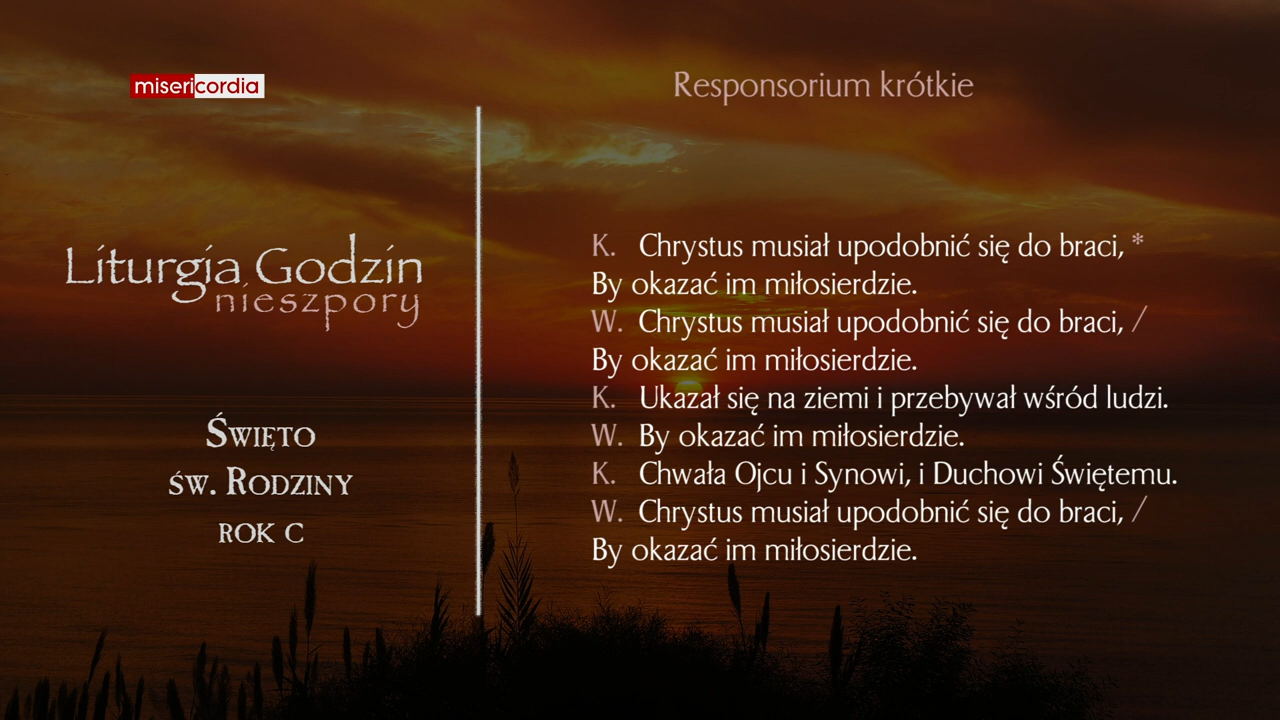 misericordia
Liturgia Godzin
nieszpory
Święto
św. Rodziny
rok C
Responsorium krótkie
K. Chrystus musiał upodobnić się do braci, *
By okazać im miłosierdzie.
W. Chrystus musiał upodobnić się do braci, /
By okazać im miłosierdzie.
K. Ukazał się na ziemi i przebywał wśród ludzi.
W. By okazać im miłosierdzie.
K. Chwała Ojcu i Synowi, i Duchowi Świętemu.
W. Chrystus musiał upodobnić się do braci, /
By okazać im miłosierdzie.